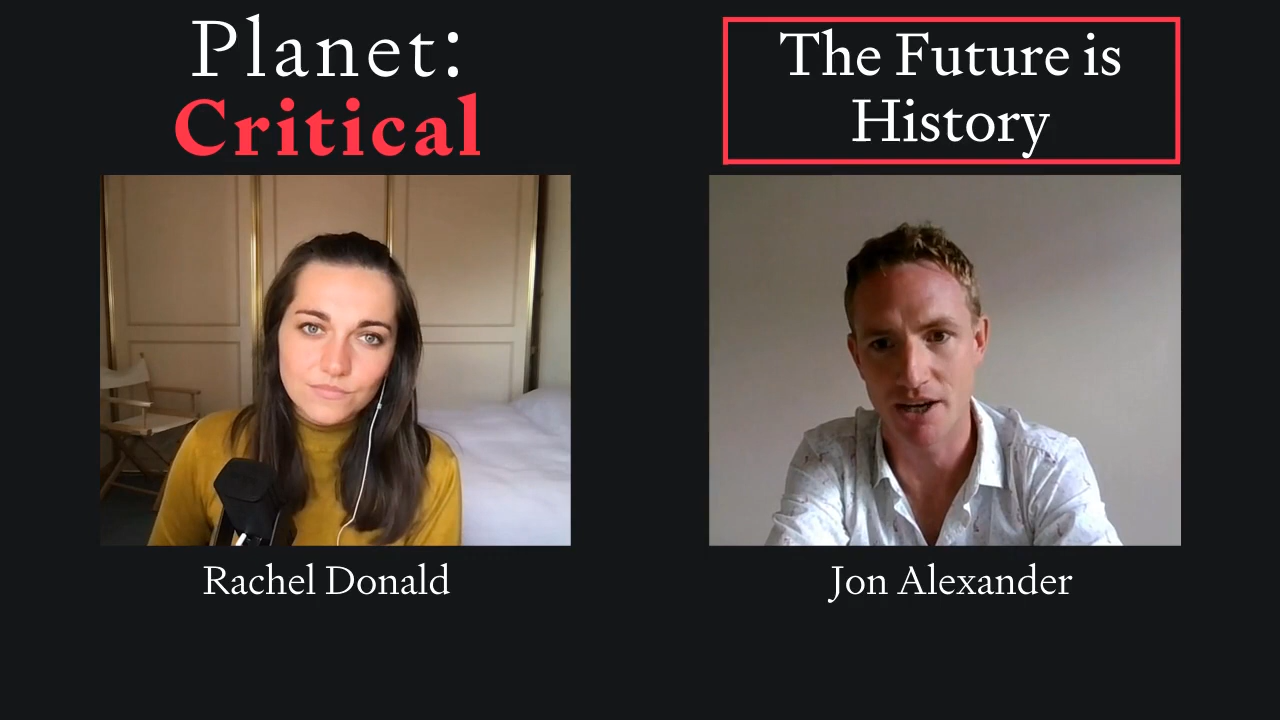 Planet:
Critical
The Future is
History
Rachel Donald
Jon Alexander